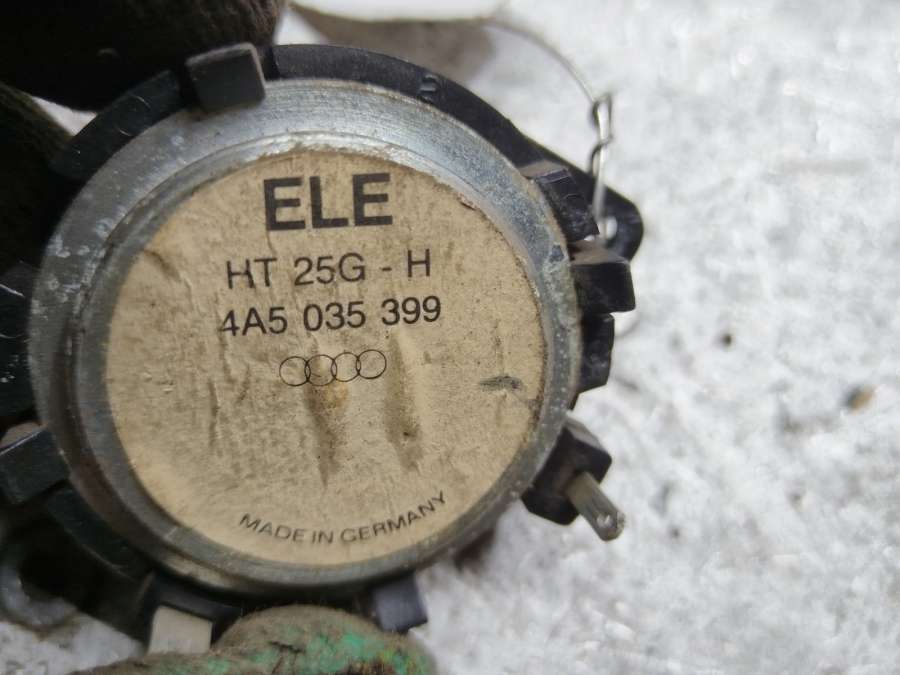 ELE
HT 25G - H
4A5 035 399
MADE IN GERMANY